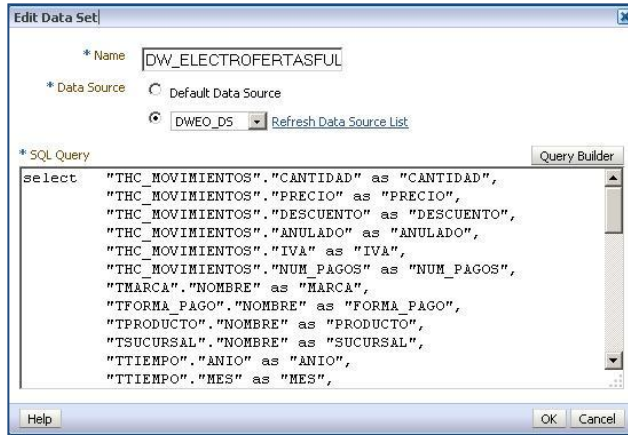 Edit Data Set
* Name DW_ELECTROFERTASFUL
* Data Source Default Data Source
DWEO_DS Refresh Data Source List
* SQL Query Query Builder
select "THC_MOVIMIENTOS"."CANTIDAD" as "CANTIDAD",
"THC_MOVIMIENTOS"."PRECIO" as "PRECIO",
"THC_MOVIMIENTOS"."DESCUENTO" as "DESCUENTO",
"THC_MOVIMIENTOS"."ANULADO" as "ANULADO",
"THC_MOVIMIENTOS"."IVA" as "IVA",
"THC_MOVIMIENTOS"."NUM_PAGOS" as "NUM_PAGOS",
"TMARCA"."NOMBRE" as "MARCA",
"TFORMA_PAGO"."NOMBRE" as "FORMA_PAGO",
"TPRODUCTO"."NOMBRE" as "PRODUCTO",
"TSUCURSAL"."NOMBRE" as "SUCURSAL",
"TTIEMPO"."ANIO" as "ANIO",
"TTIEMPO"."MES" as "MES",
Help OK Cancel